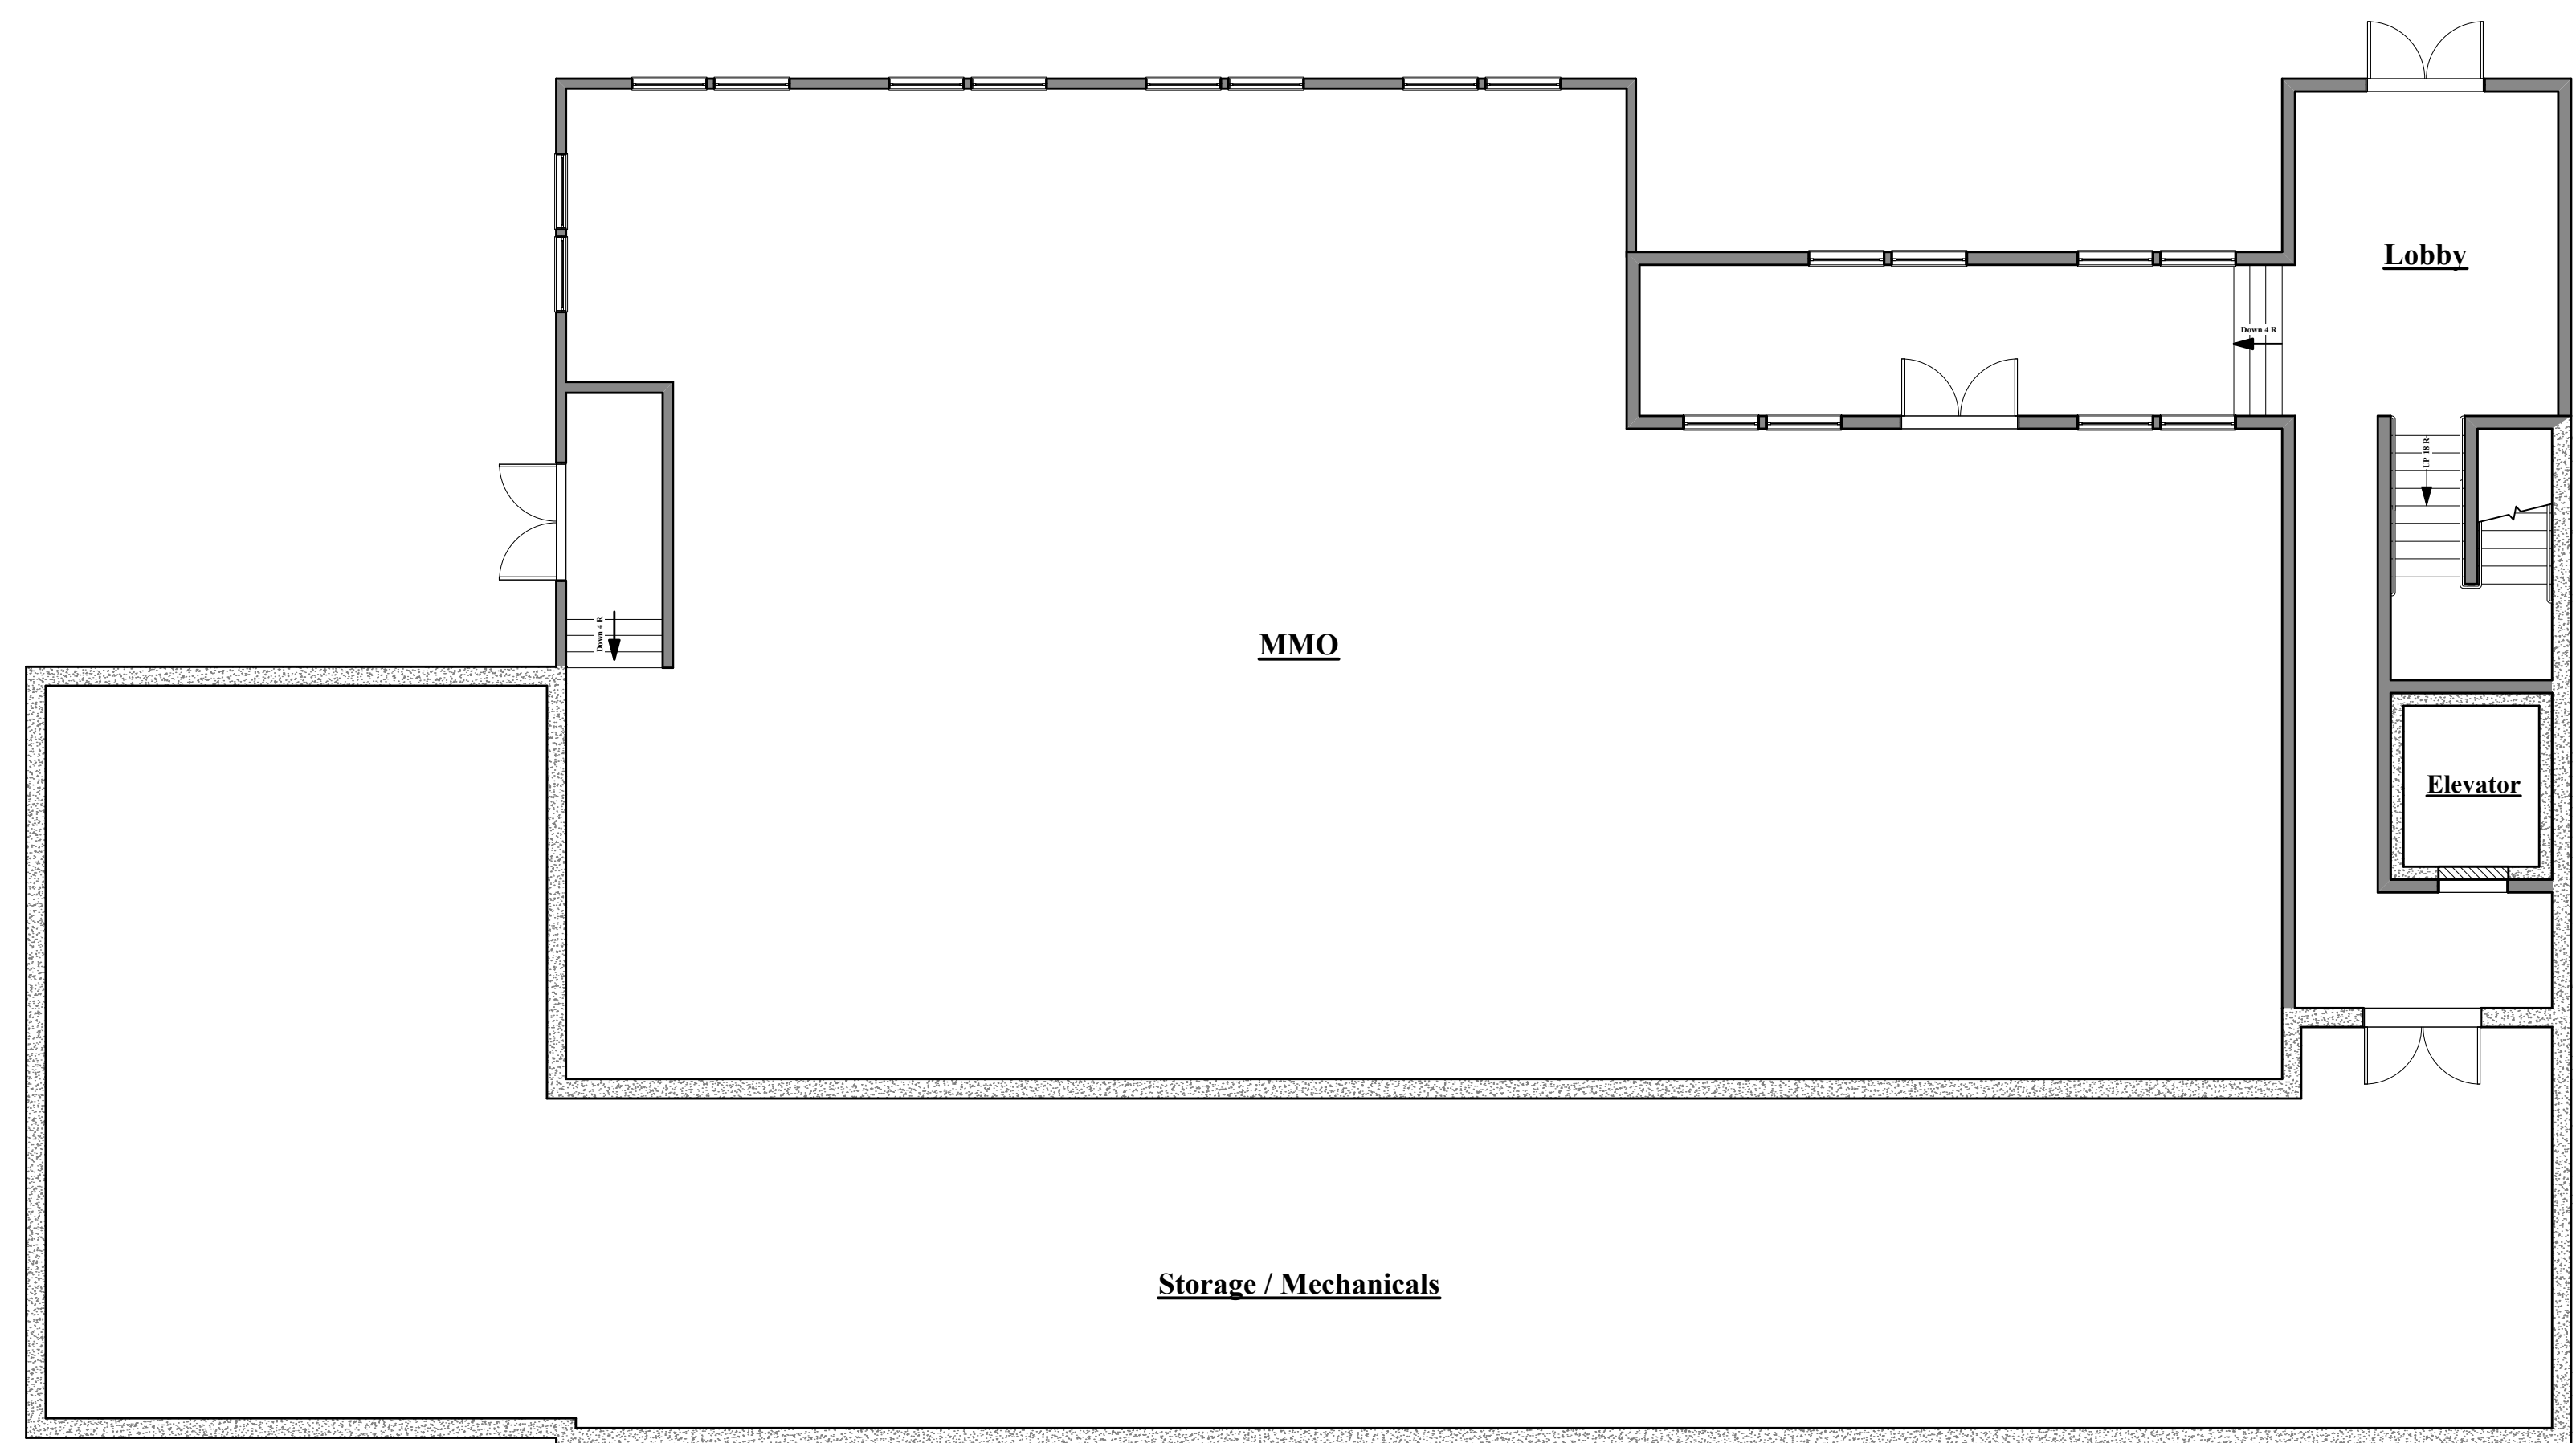 Lobby
Down 4 R
UP 18 R
Down 4 R
MMO
Elevator
Storage / Mechanicals